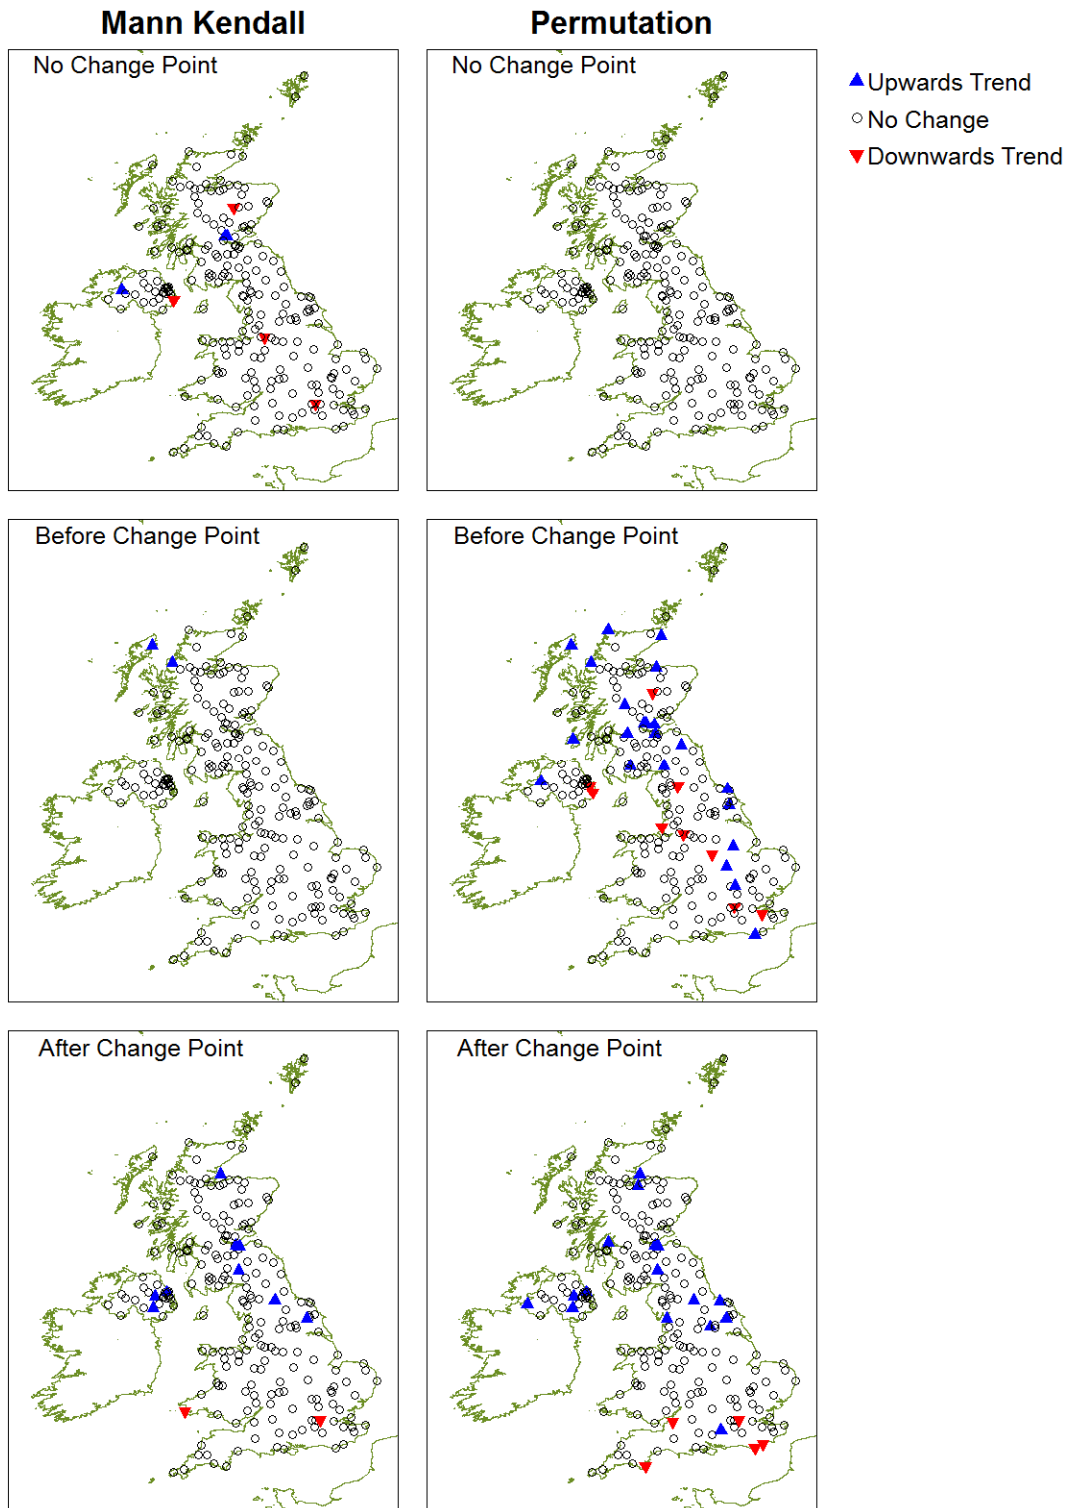 Mann Kendall
Permutation
No Change Point
No Change Point
Upwards Trend
No Change
Downwards Trend
Before Change Point
Before Change Point
After Change Point
After Change Point